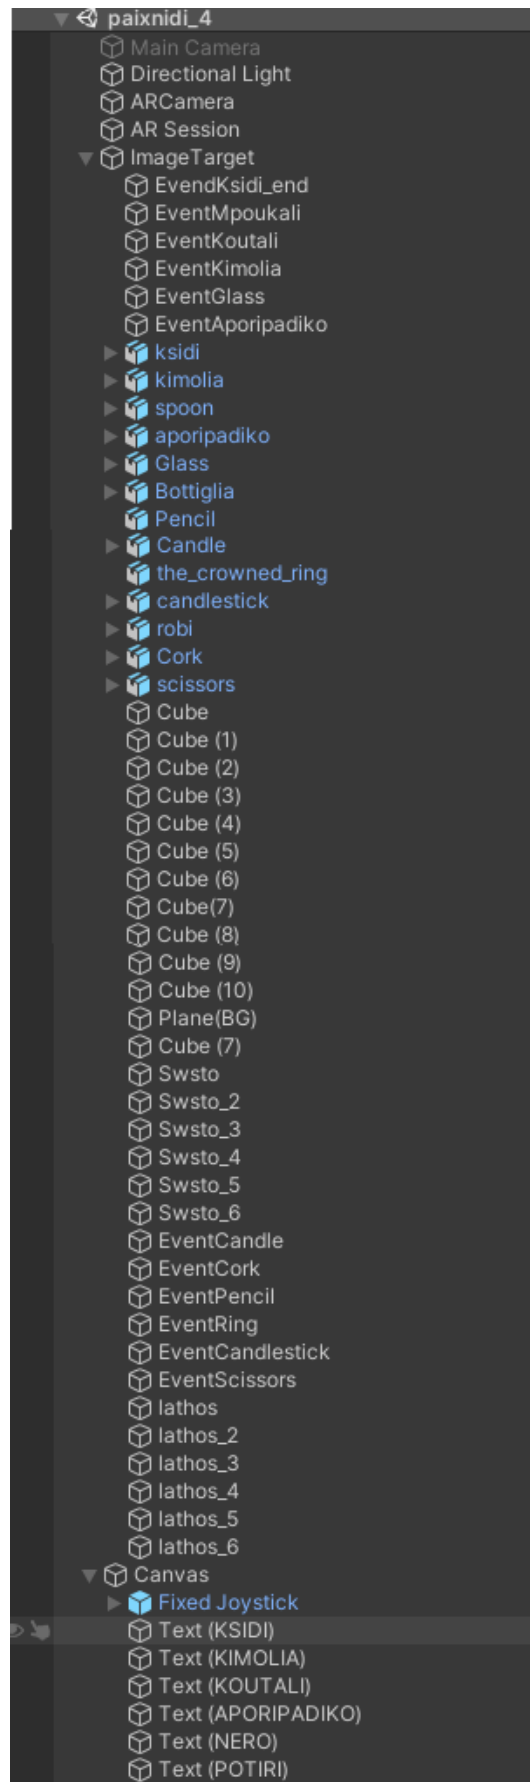 paixnidi_4
Main Camera
Directional Light
ARCamera
AR Session
ImageTarget
EvendKsidi_end
EventMpoukali
EventKoutali
EventKimolia
EventGlass
EventAporipadiko
ksidi
kimolia
spoon
aporipadiko
Glass
Bottiglia
Pencil
Candle
the_crowned_ring
candlestick
robi
Cork
scissors
Cube
Cube (1)
Cube (2)
Cube (3)
Cube (4)
Cube (5)
Cube (6)
Cube(7)
Cube (8)
Cube (9)
Cube (10)
Plane(BG)
Cube (7)
Swsto
Swsto_2
Swsto_3
Swsto_4
Swsto_5
Swsto_6
EventCandle
EventCork
EventPencil
EventRing
EventCandlestick
EventScissors
lathos
lathos_2
lathos_3
lathos_4
lathos_5
lathos_6
Canvas
Fixed Joystick
Text (KSIDI)
Text (KIMOLIA)
Text (KOUTALI)
Text (APORIPADIKO)
Text (NERO)
Text (POTIRI)